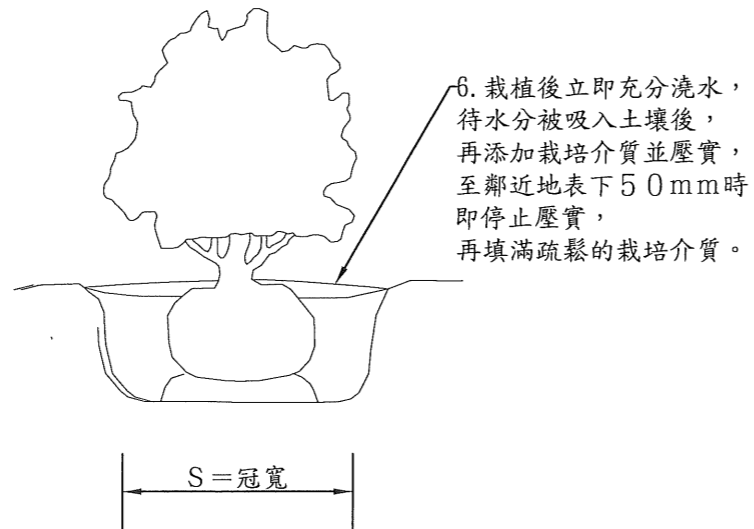 6.栽植後立即充分澆水，
待水分被吸入土壤後，
再添加栽培介質並壓實，
至鄰近地表下５０mm時
即停止壓實，
再填滿疏鬆的栽培介質。
Ｓ＝冠寬